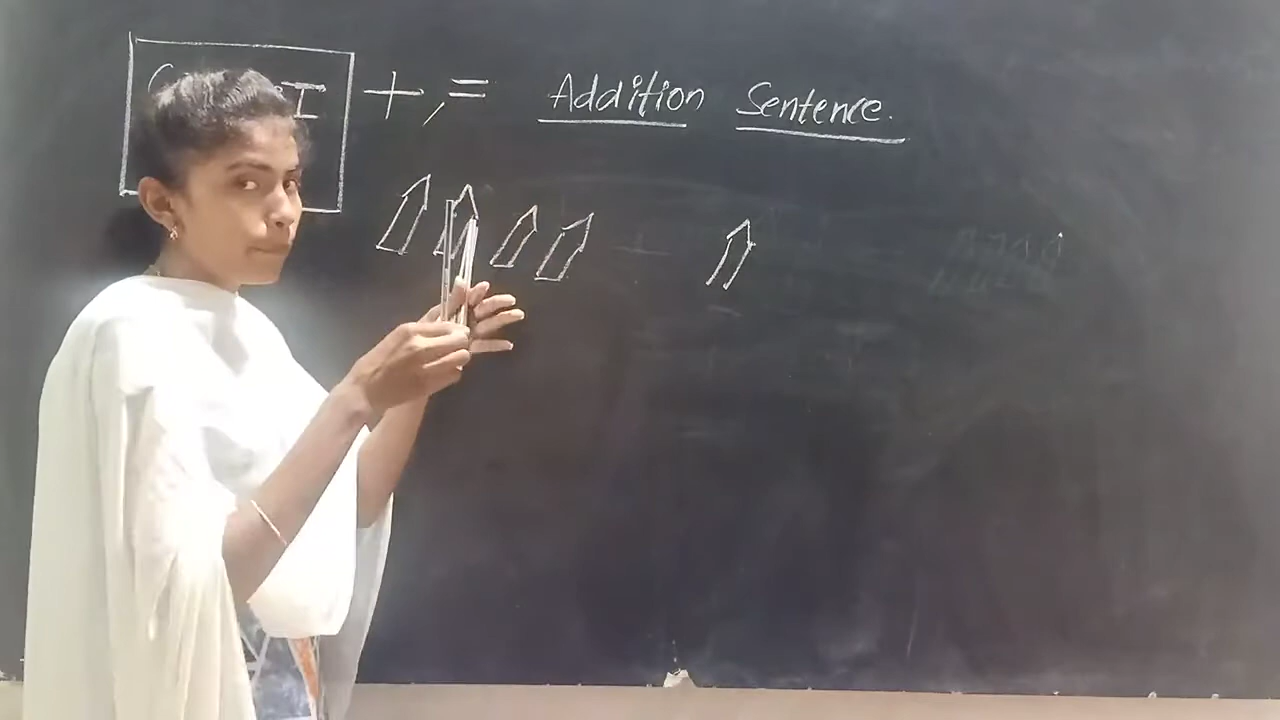 +, = Addition Sentence.